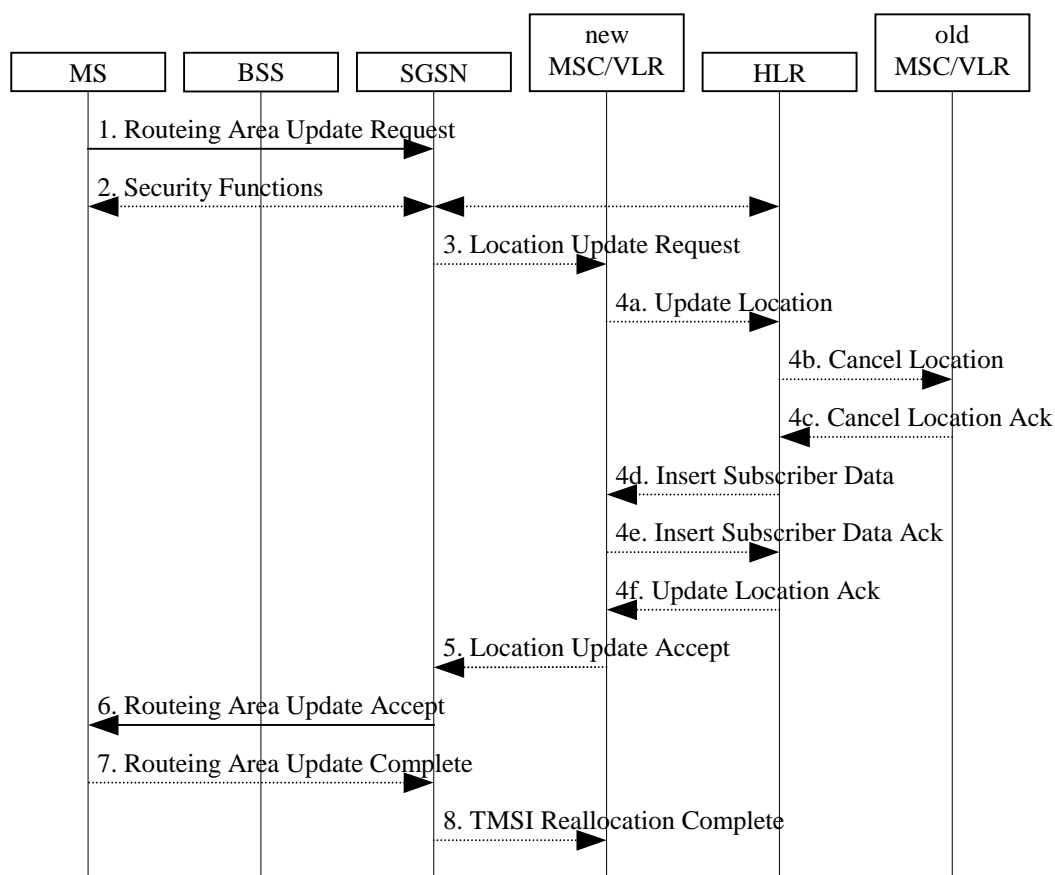 new
MSC/VLR
old
MSC/VLR
MS
BSS
SGSN
HLR
1. Routeing Area Update Request
2. Security Functions
3. Location Update Request
4a. Update Location
4b. Cancel Location
4c. Cancel Location Ack
4d. Insert Subscriber Data
4e. Insert Subscriber Data Ack
4f. Update Location Ack
5. Location Update Accept
6. Routeing Area Update Accept
7. Routeing Area Update Complete
8. TMSI Reallocation Complete